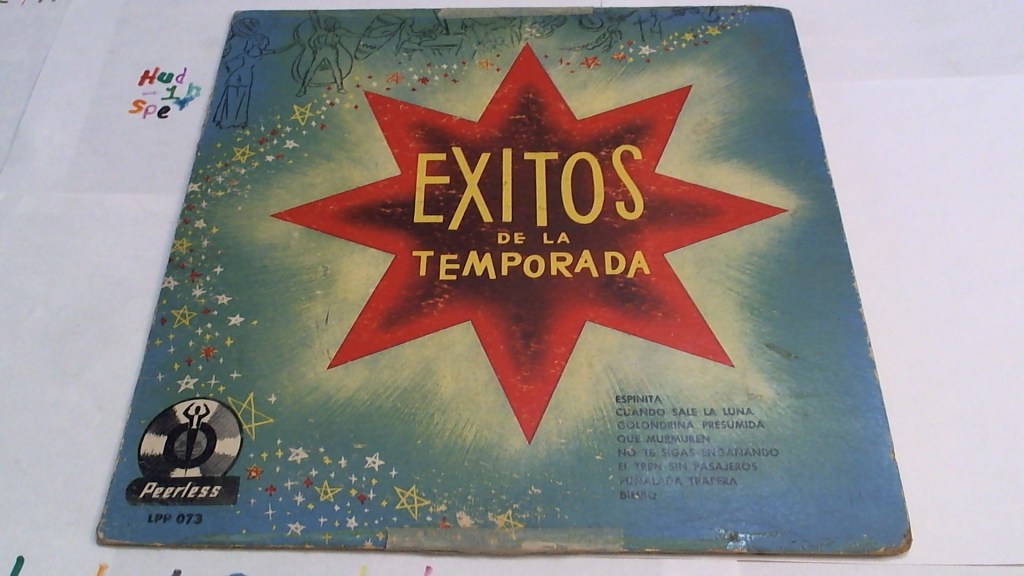 Hud
- 1
Spe
EXITOS
DE LA
TEMPORADA
ESPINITA
CUANDO SALE LA LUNA
GOLONDRINA PRESUMIDA
QUE MURMUREN
NO TE SIGAS ENGAÑANDO
EL TREN SIN PASAJEROS
PUÑALADA TRAPERA
Peerless
LPP 073